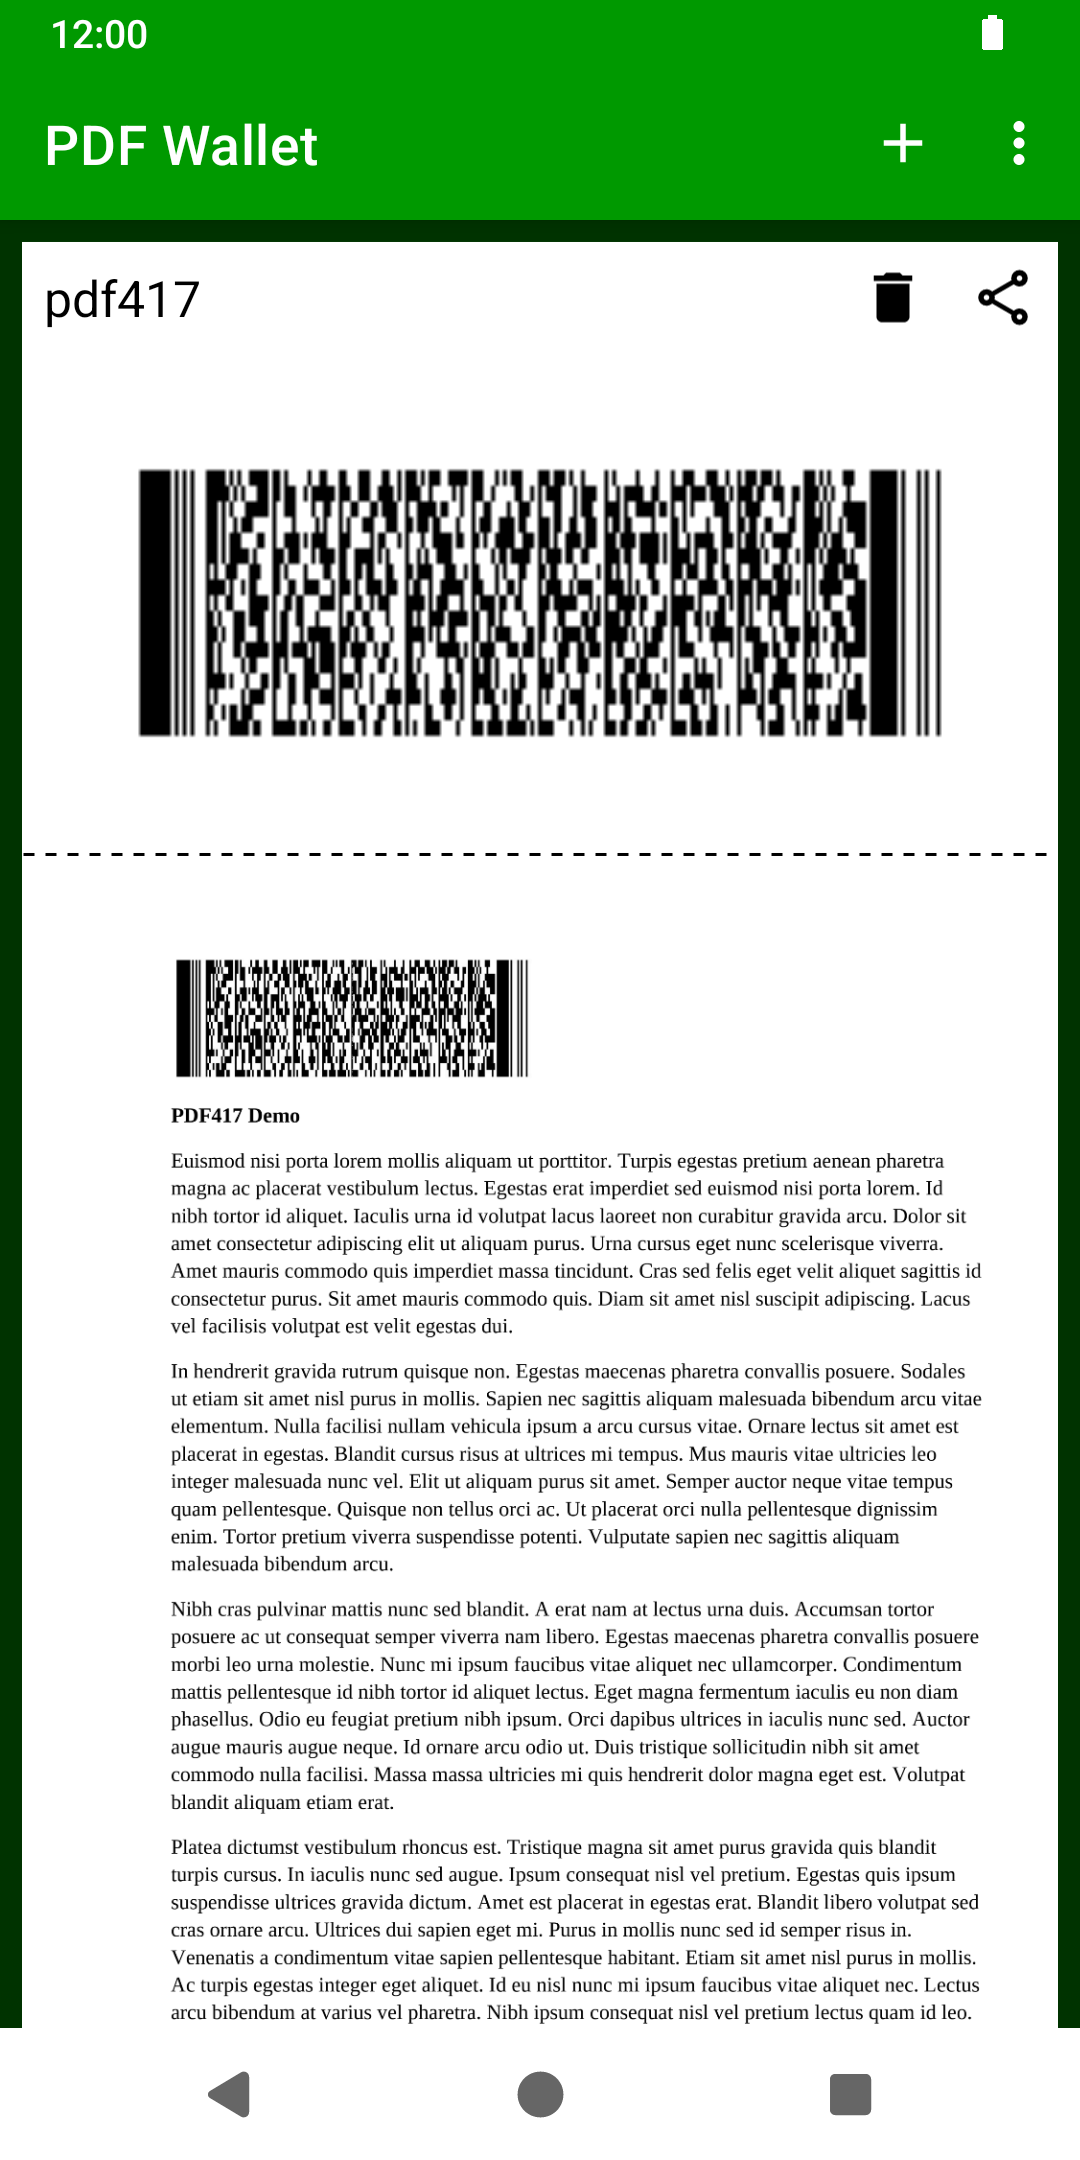 12:00
PDF Wallet
pdf417
PDF417 Demo
Euismod nisi porta lorem mollis aliquam ut porttitor. Turpis egestas pretium aenean pharetra
magna ac placerat vestibulum lectus. Egestas erat imperdiet sed euismod nisi porta lorem. Id
nibh tortor id aliquet. Iaculis urna id volutpat lacus laoreet non curabitur gravida arcu. Dolor sit
amet consectetur adipiscing elit ut aliquam purus. Urna cursus eget nunc scelerisque viverra.
Amet mauris commodo quis imperdiet massa tincidunt. Cras sed felis eget velit aliquet sagittis id
consectetur purus. Sit amet mauris commodo quis. Diam sit amet nisl suscipit adipiscing. Lacus
vel facilisis volutpat est velit egestas dui.
In hendrerit gravida rutrum quisque non. Egestas maecenas pharetra convallis posuere. Sodales
ut etiam sit amet nisl purus in mollis. Sapien nec sagittis aliquam malesuada bibendum arcu vitae
elementum. Nulla facilisi nullam vehicula ipsum a arcu cursus vitae. Ornare lectus sit amet est
placerat in egestas. Blandit cursus risus at ultrices mi tempus. Mus mauris vitae ultricies leo
integer malesuada nunc vel. Elit ut aliquam purus sit amet. Semper auctor neque vitae tempus
quam pellentesque. Quisque non tellus orci ac. Ut placerat orci nulla pellentesque dignissim
enim. Tortor pretium viverra suspendisse potenti. Vulputate sapien nec sagittis aliquam
malesuada bibendum arcu.
Nibh cras pulvinar mattis nunc sed blandit. A erat nam at lectus urna duis. Accumsan tortor
posuere ac ut consequat semper viverra nam libero. Egestas maecenas pharetra convallis posuere
morbi leo urna molestie. Nunc mi ipsum faucibus vitae aliquet nec ullamcorper. Condimentum
mattis pellentesque id nibh tortor id aliquet lectus. Eget magna fermentum iaculis eu non diam
phasellus. Odio eu feugiat pretium nibh ipsum. Orci dapibus ultrices in iaculis nunc sed. Auctor
augue mauris augue neque. Id ornare arcu odio ut. Duis tristique sollicitudin nibh sit amet
commodo nulla facilisi. Massa massa ultricies mi quis hendrerit dolor magna eget est. Volutpat
blandit aliquam etiam erat.
Platea dictumst vestibulum rhoncus est. Tristique magna sit amet purus gravida quis blandit
turpis cursus. In iaculis nunc sed augue. Ipsum consequat nisl vel pretium. Egestas quis ipsum
suspendisse ultrices gravida dictum. Amet est placerat in egestas erat. Blandit libero volutpat sed
cras ornare arcu. Ultrices dui sapien eget mi. Purus in mollis nunc sed id semper risus in.
Venenatis a condimentum vitae sapien pellentesque habitant. Etiam sit amet nisl purus in mollis.
Ac turpis egestas integer eget aliquet. Id eu nisl nunc mi ipsum faucibus vitae aliquet nec. Lectus
arcu bibendum at varius vel pharetra. Nibh ipsum consequat nisl vel pretium lectus quam id leo.